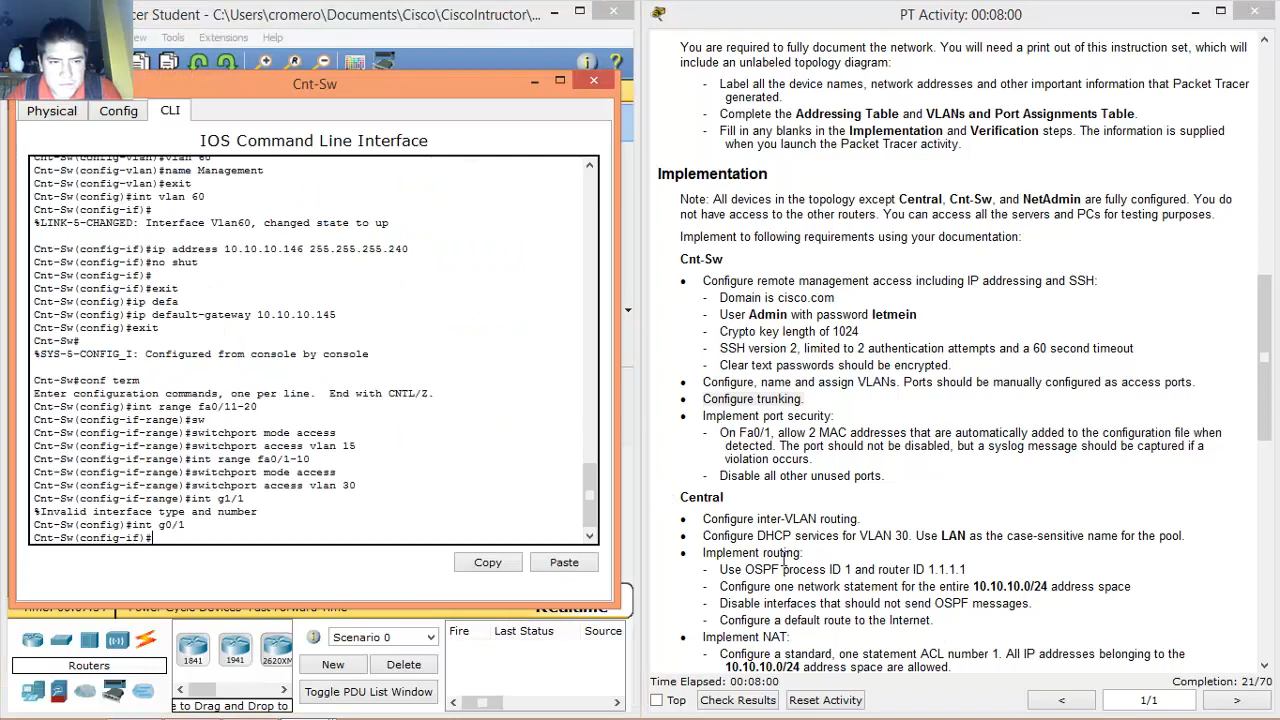 cer Student - C:\Users\cromero\Documents\Cisco\CiscoIntructor\...
Tools Extensions Help
Cnt-Sw
Physical Config CLI
IOS Command Line Interface
Cnt-Sw(config-vlan)#vlan 60
Cnt-Sw(config-vlan)#name Management
Cnt-Sw(config-vlan)#exit
Cnt-Sw(config)#int vlan 60
Cnt-Sw(config-if)#
%LINK-5-CHANGED: Interface Vlan60, changed state to up
Cnt-Sw(config-if)#ip address 10.10.10.146 255.255.255.240
Cnt-Sw(config-if)#no shut
Cnt-Sw(config-if)#
Cnt-Sw(config-if)#exit
Cnt-Sw(config)#ip defa
Cnt-Sw(config)#ip default-gateway 10.10.10.145
Cnt-Sw(config)#exit
Cnt-Sw#
%SYS-5-CONFIG_I: Configured from console by console
Cnt-Sw#conf term
Enter configuration commands, one per line. End with CNTL/Z.
Cnt-Sw(config)#int range fa0/11-20
Cnt-Sw(config-if-range)#sw
Cnt-Sw(config-if-range)#switchport mode access
Cnt-Sw(config-if-range)#switchport access vlan 15
Cnt-Sw(config-if-range)#int range fa0/1-10
Cnt-Sw(config-if-range)#switchport mode access
Cnt-Sw(config-if-range)#switchport access vlan 30
Cnt-Sw(config-if-range)#int g1/1
%Invalid interface type and number
Cnt-Sw(config)#int g0/1
Cnt-Sw(config-if)#
Copy Paste
Realtime
Routers
1841 1941 2620XM
e to Drag and Drop to
Scenario 0
New Delete
Toggle PDU List Window
Fire Last Status Source
PT Activity: 00:08:00
You are required to fully document the network. You will need a print out of this instruction set, which will
include an unlabeled topology diagram:
- Label all the device names, network addresses and other important information that Packet Tracer
generated.
- Complete the Addressing Table and VLANs and Port Assignments Table.
- Fill in any blanks in the Implementation and Verification steps. The information is supplied
when you launch the Packet Tracer activity.
Implementation
Note: All devices in the topology except Central, Cnt-Sw, and NetAdmin are fully configured. You do
not have access to the other routers. You can access all the servers and PCs for testing purposes.
Implement to following requirements using your documentation:
Cnt-Sw
• Configure remote management access including IP addressing and SSH:
- Domain is cisco.com
- User Admin with password letmein
- Crypto key length of 1024
- SSH version 2, limited to 2 authentication attempts and a 60 second timeout
- Clear text passwords should be encrypted.
• Configure, name and assign VLANs. Ports should be manually configured as access ports.
• Configure trunking.
• Implement port security:
- On Fa0/1, allow 2 MAC addresses that are automatically added to the configuration file when
detected. The port should not be disabled, but a syslog message should be captured if a
violation occurs.
- Disable all other unused ports.
Central
• Configure inter-VLAN routing.
• Configure DHCP services for VLAN 30. Use LAN as the case-sensitive name for the pool.
• Implement routing:
- Use OSPF process ID 1 and router ID 1.1.1.1
- Configure one network statement for the entire 10.10.10.0/24 address space
- Disable interfaces that should not send OSPF messages.
- Configure a default route to the Internet.
• Implement NAT:
- Configure a standard, one statement ACL number 1. All IP addresses belonging to the
10.10.10.0/24 address space are allowed.
Time Elapsed: 00:08:00 Completion: 21/70
Top Check Results Reset Activity < 1/1 >